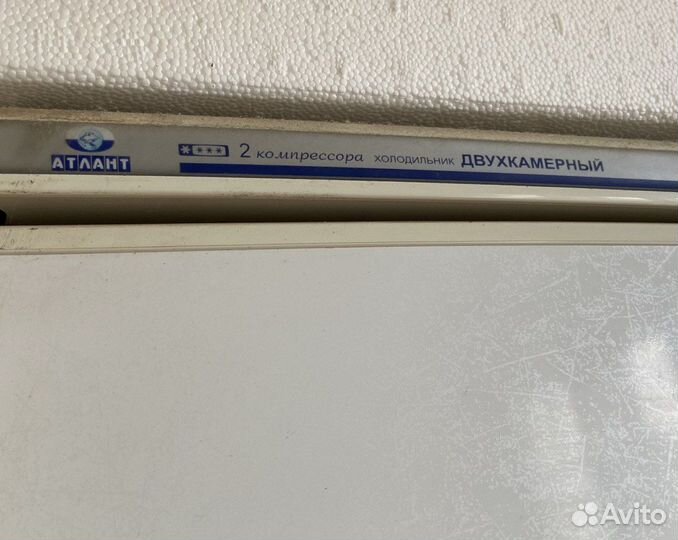 АТЛАНТ
2 компрессора холодильник ДВУХКАМЕРНЫЙ
Avito